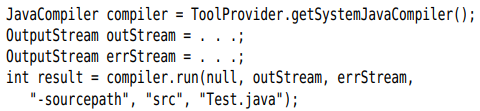 JavaCompiler compiler = ToolProvider.getSystemJavaCompiler();
OutputStream outStream = . . .;
OutputStream errStream = . . .;
int result = compiler.run(null, outStream, errStream,
"-sourcepath", "src", "Test.java");